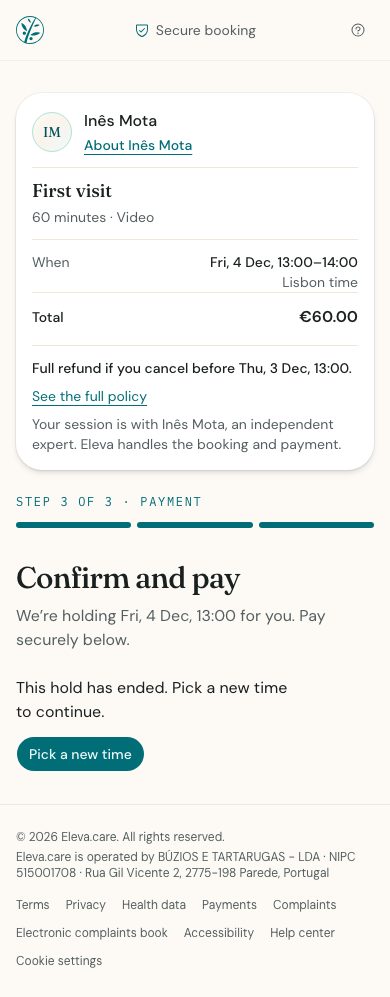 Secure booking
IM
Inês Mota
About Inês Mota
First visit
60 minutes · Video
When
Fri, 4 Dec, 13:00–14:00
Lisbon time
Total
€60.00
Full refund if you cancel before Thu, 3 Dec, 13:00.
See the full policy
Your session is with Inês Mota, an independent
expert. Eleva handles the booking and payment.
STEP 3 OF 3 · PAYMENT
Confirm and pay
We’re holding Fri, 4 Dec, 13:00 for you. Pay
securely below.
This hold has ended. Pick a new time
to continue.
Pick a new time
© 2026 Eleva.care. All rights reserved.
Eleva.care is operated by BÚZIOS E TARTARUGAS - LDA · NIPC
515001708 · Rua Gil Vicente 2, 2775-198 Parede, Portugal
Terms Privacy Health data Payments Complaints
Electronic complaints book Accessibility Help center
Cookie settings